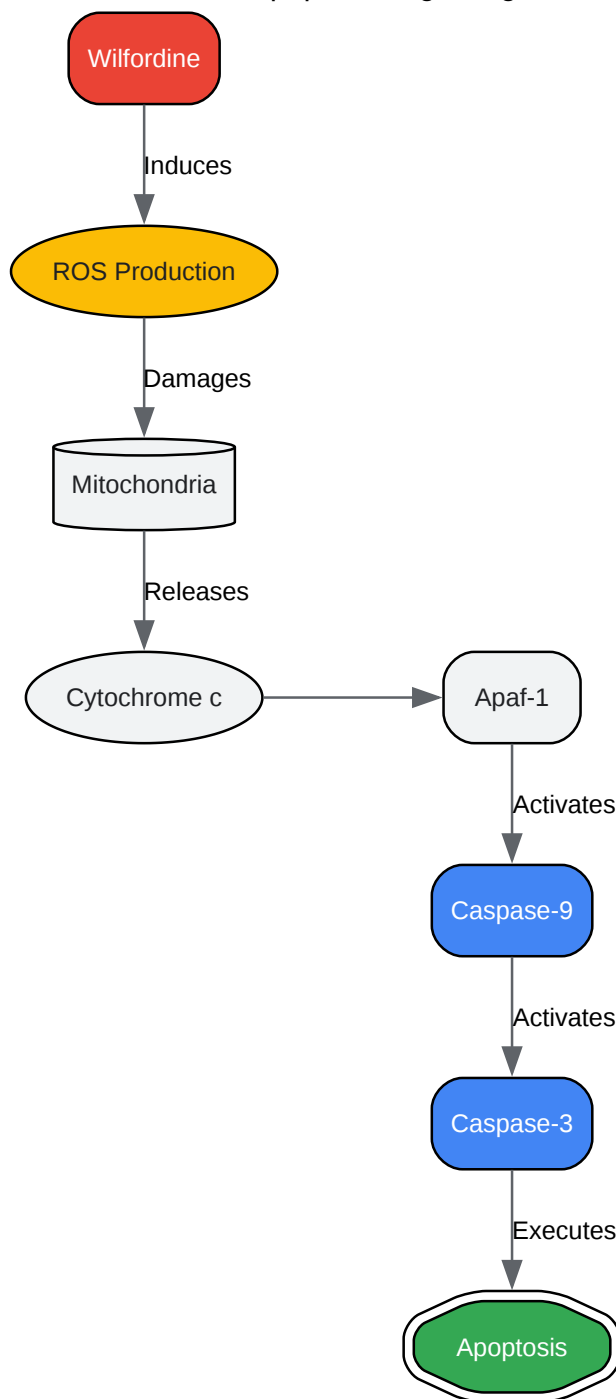 Wilfordine
Induces
ROS Production
Damages
Mitochondria
Releases
Cytochrome c
Apaf-1
Activates
Caspase-9
Activates
Caspase-3
Executes
Apoptosis